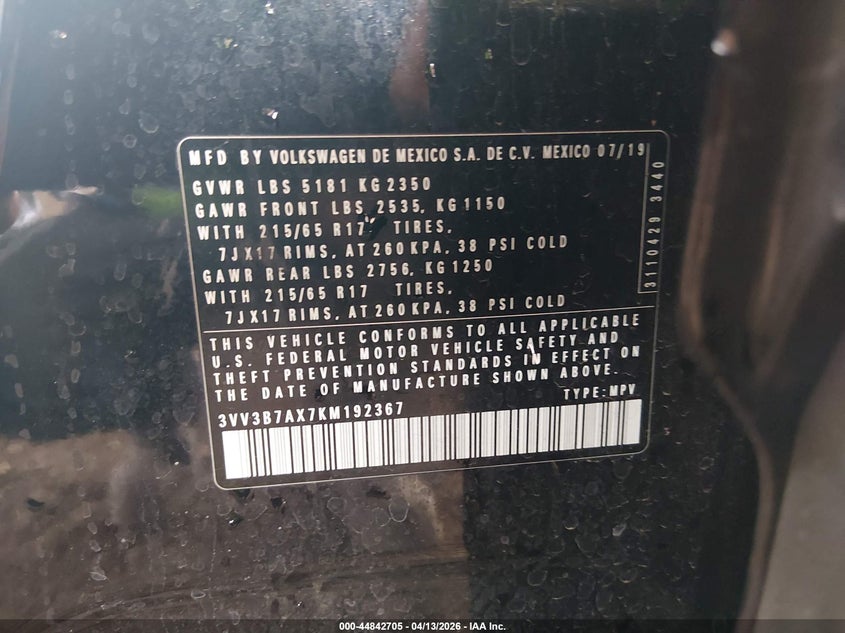 MFD BY VOLKSWAGEN DE MEXICO S.A. DE C.V. MEXICO 07/19
GVWR LBS 5181 KG 2350
GAWR FRONT LBS 2535, KG 1150
WITH 215/65 R17 TIRES,
7JX17 RIMS, AT 260 KPA, 38 PSI COLD
GAWR REAR LBS 2756, KG 1250
WITH 215/65 R17 TIRES,
7JX17 RIMS, AT 260 KPA, 38 PSI COLD
3110429 3440
THIS VEHICLE CONFORMS TO ALL APPLICABLE
U.S. FEDERAL MOTOR VEHICLE SAFETY AND
THEFT PREVENTION STANDARDS IN EFFECT ON
THE DATE OF MANUFACTURE SHOWN ABOVE.
TYPE: MPV
3VV3B7AX7KM192367
000-44842705 - 04/13/2026 - IAA Inc.